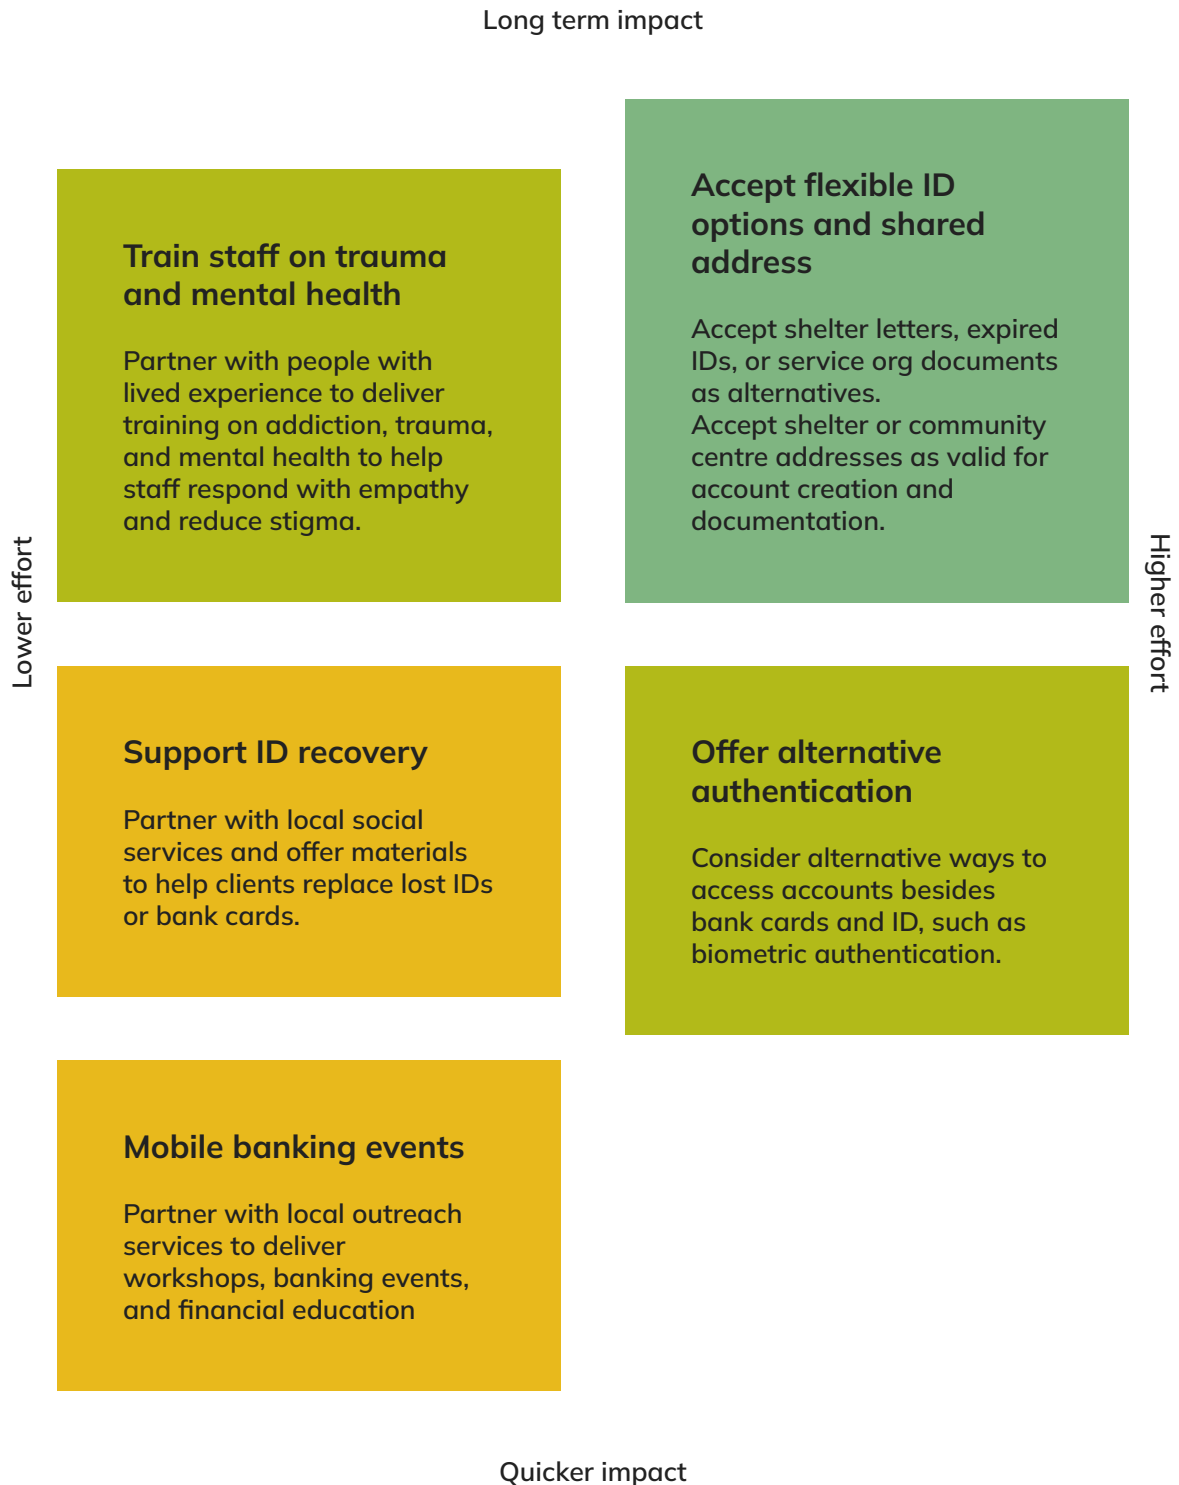 Long term impact
Train staff on trauma
and mental health
Partner with people with
lived experience to deliver
training on addiction, trauma,
and mental health to help
staff respond with empathy
and reduce stigma.
Accept flexible ID
options and shared
address
Accept shelter letters, expired
IDs, or service org documents
as alternatives.
Accept shelter or community
centre addresses as valid for
account creation and
documentation.
Lower effort
Higher effort
Support ID recovery
Partner with local social
services and offer materials
to help clients replace lost IDs
or bank cards.
Offer alternative
authentication
Consider alternative ways to
access accounts besides
bank cards and ID, such as
biometric authentication.
Mobile banking events
Partner with local outreach
services to deliver
workshops, banking events,
and financial education
Quicker impact